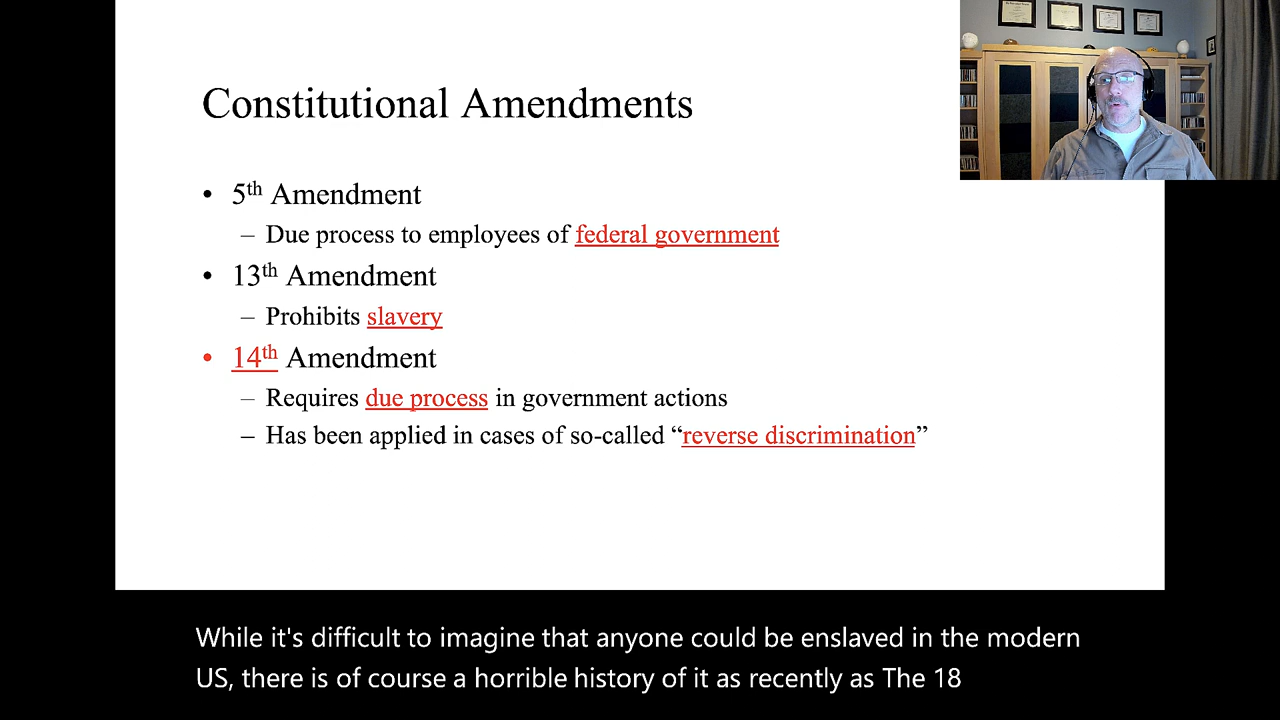 Constitutional Amendments
• 5th Amendment
– Due process to employees of federal government
• 13th Amendment
– Prohibits slavery
• 14th Amendment
– Requires due process in government actions
– Has been applied in cases of so-called “reverse discrimination”
While it's difficult to imagine that anyone could be enslaved in the modern
US, there is of course a horrible history of it as recently as The 18